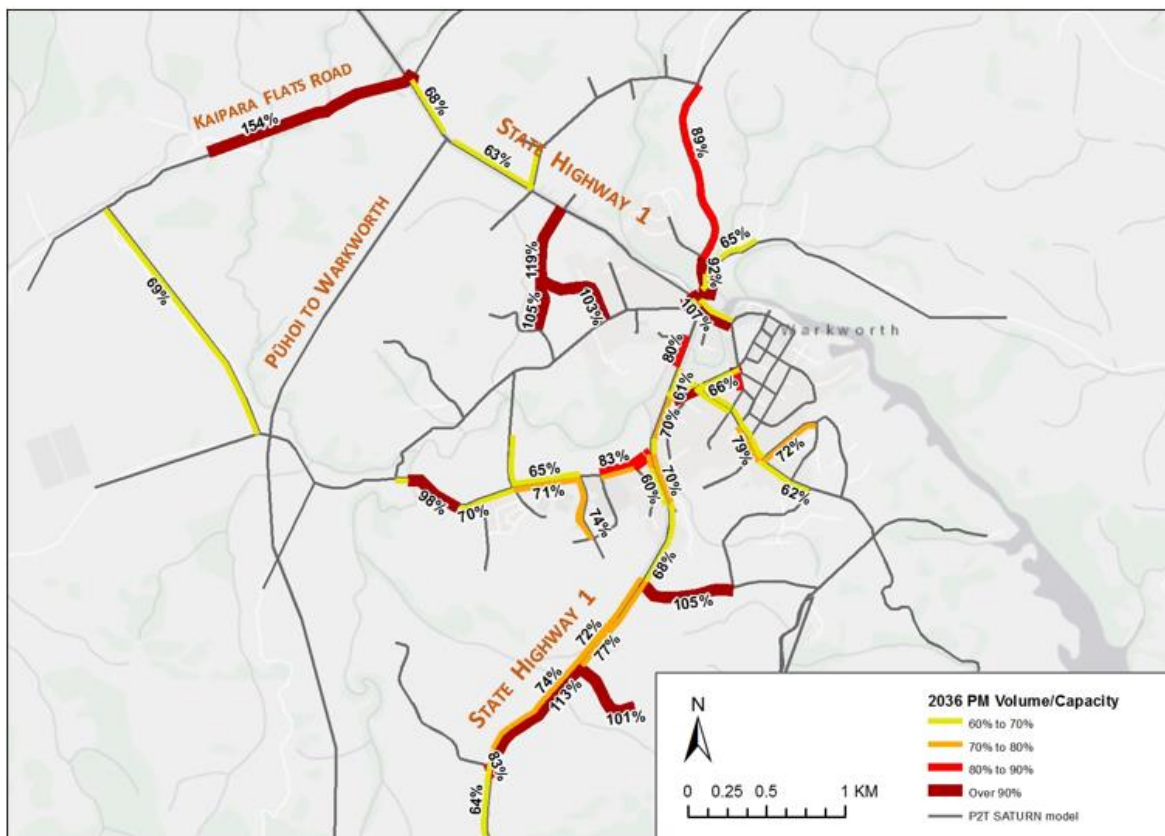 KAIPARA FLATS ROAD
154%
68%
63%
STATE HIGHWAY 1
89%
65%
92%
107%
Warkworth
119%
105%
103%
69%
PŪHOI TO WARKWORTH
80%
61%
66%
70%
79%
72%
62%
83%
65%
71%
60%
70%
98%
70%
74%
68%
105%
STATE HIGHWAY 1
72%
77%
74%
113%
101%
83%
64%
N
0 0.25 0.5 1 KM
2036 PM Volume/Capacity
60% to 70%
70% to 80%
80% to 90%
Over 90%
P2T SATURN model